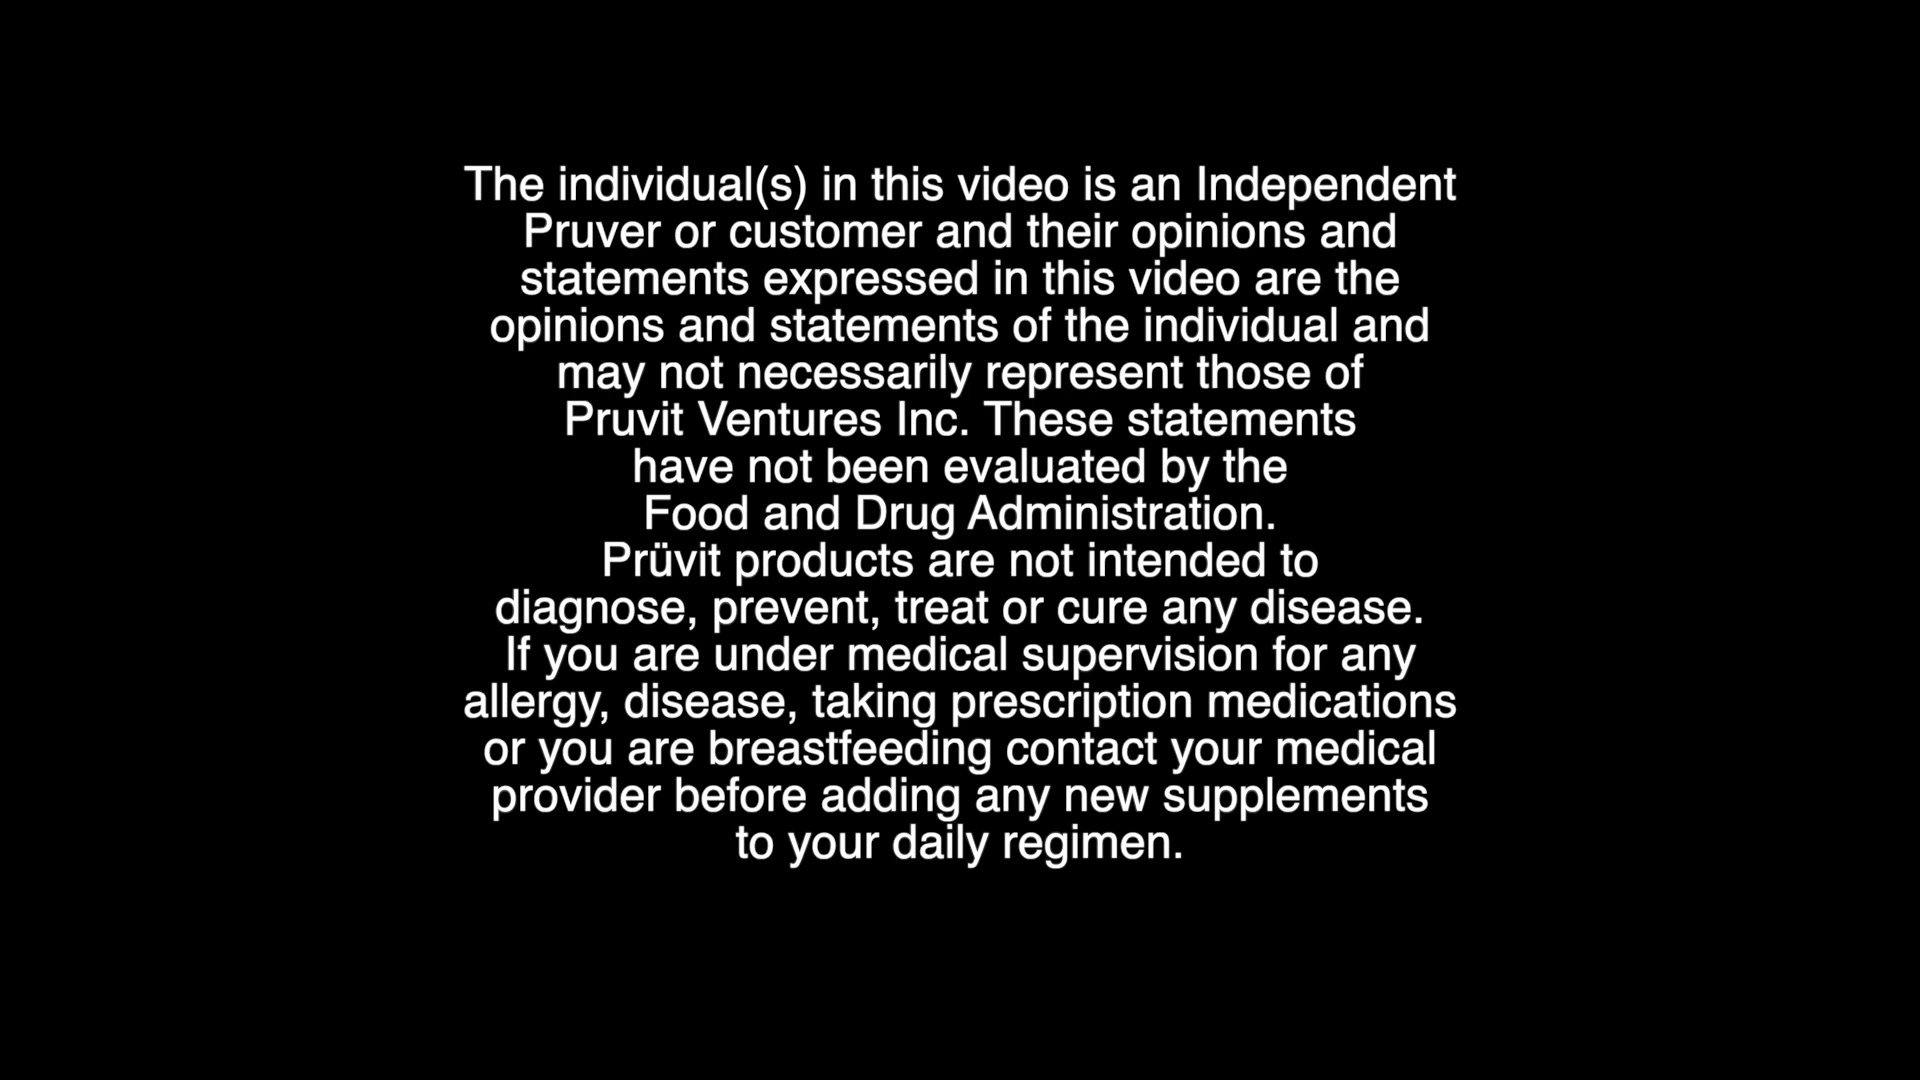 The individual(s) in this video is an Independent
Pruver or customer and their opinions and
statements expressed in this video are the
opinions and statements of the individual and
may not necessarily represent those of
Pruvit Ventures Inc. These statements
have not been evaluated by the
Food and Drug Administration.
Prüvit products are not intended to
diagnose, prevent, treat or cure any disease.
If you are under medical supervision for any
allergy, disease, taking prescription medications
or you are breastfeeding contact your medical
provider before adding any new supplements
to your daily regimen.